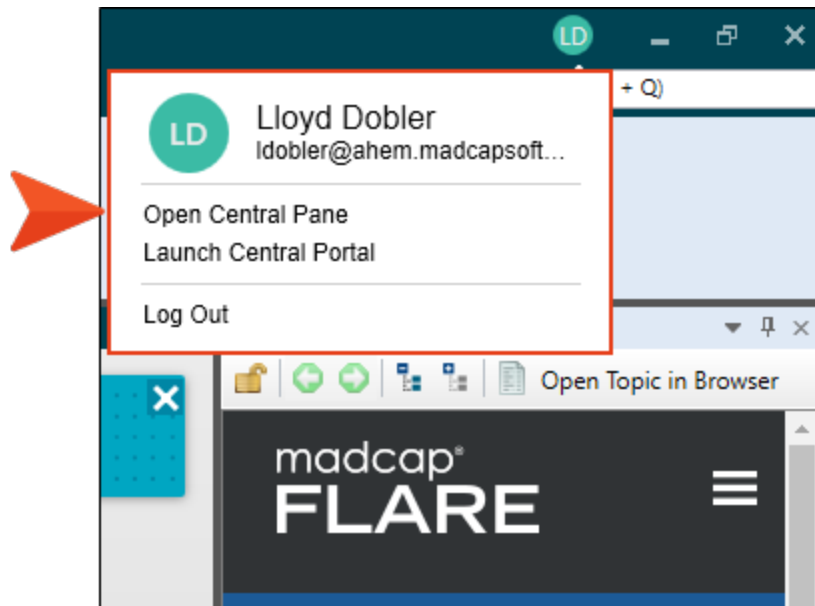 LD
+ Q)
LD
Lloyd Dobler
ldobler@ahem.madcapsoft...
Open Central Pane
Launch Central Portal
Log Out
Open Topic in Browser
madcap®
FLARE